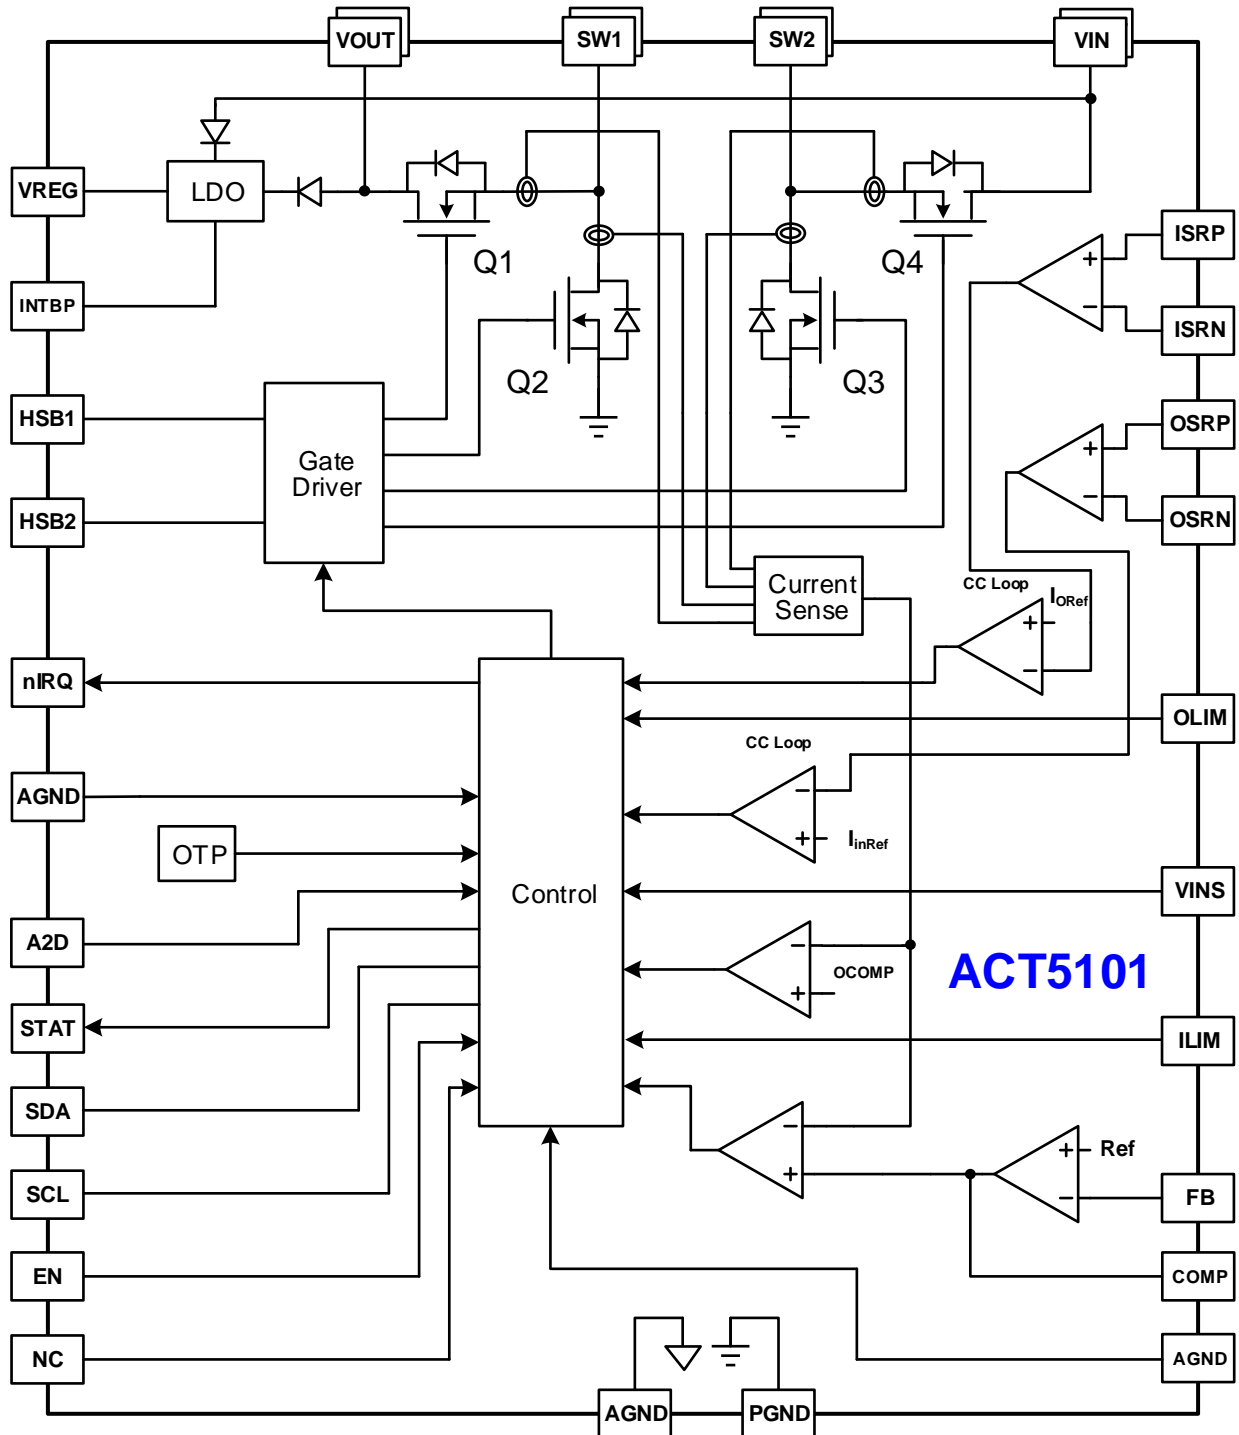 VOUT
SW1
SW2
VIN
VREG
LDO
ISRP
Q1
Q4
INTBP
ISRN
Q2
Q3
HSB1
OSRP
Gate
Driver
HSB2
OSRN
Current
Sense
CC Loop
IORef
+
−
+
−
+
−
nIRQ
OLIM
CC Loop
AGND
−
+
IinRef
OTP
Control
VINS
A2D
−
OCOMP
+
ACT5101
STAT
ILIM
SDA
−
+
+
Ref
−
SCL
FB
EN
COMP
NC
AGND
AGND
PGND